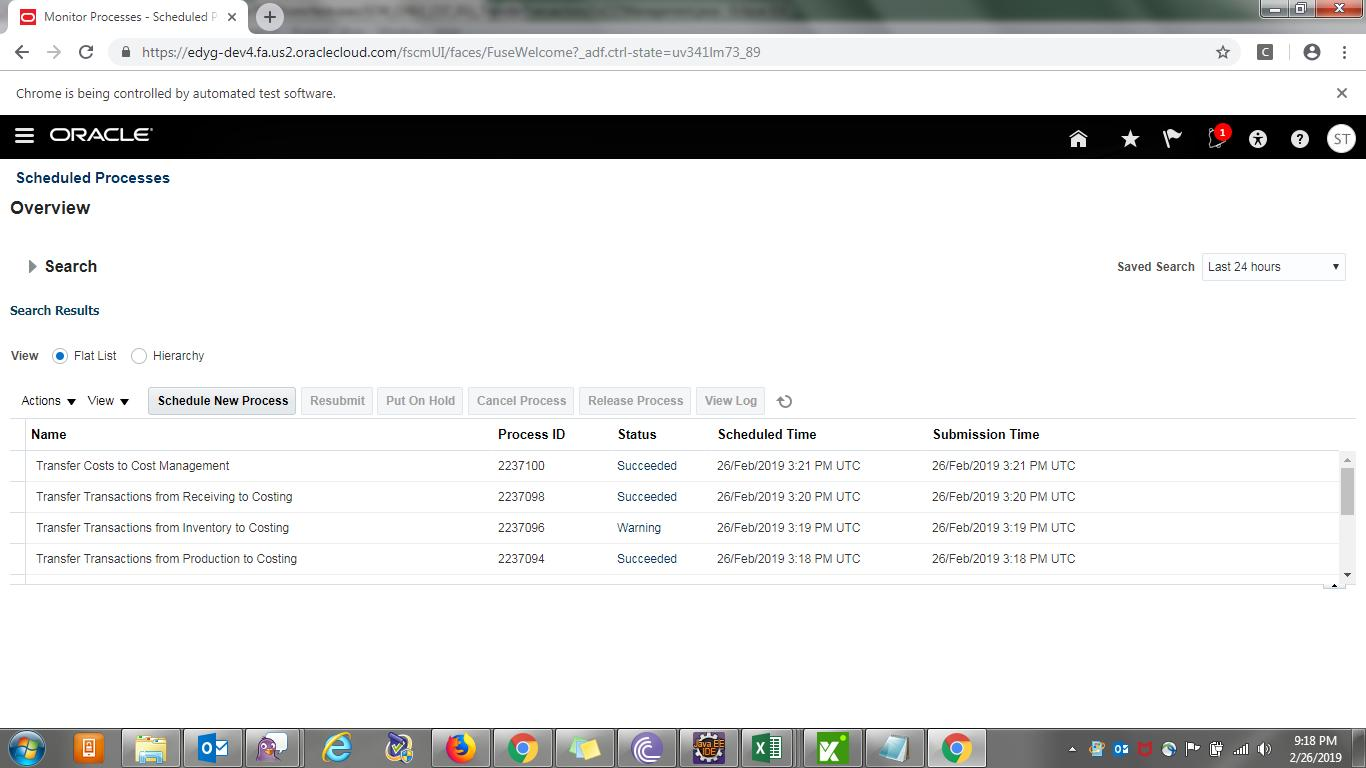 Monitor Processes - Scheduled P
https://edyg-dev4.fa.us2.oraclecloud.com/fscmUI/faces/FuseWelcome?_adf.ctrl-state=uv341lm73_89
C
Chrome is being controlled by automated test software.
ORACLE
1
?
ST
Scheduled Processes
Overview
Search
Saved Search Last 24 hours
Search Results
View Flat List Hierarchy
Actions View Schedule New Process Resubmit Put On Hold Cancel Process Release Process View Log
Name Process ID Status Scheduled Time Submission Time
Transfer Costs to Cost Management 2237100 Succeeded 26/Feb/2019 3:21 PM UTC 26/Feb/2019 3:21 PM UTC
Transfer Transactions from Receiving to Costing 2237098 Succeeded 26/Feb/2019 3:20 PM UTC 26/Feb/2019 3:20 PM UTC
Transfer Transactions from Inventory to Costing 2237096 Warning 26/Feb/2019 3:19 PM UTC 26/Feb/2019 3:19 PM UTC
Transfer Transactions from Production to Costing 2237094 Succeeded 26/Feb/2019 3:18 PM UTC 26/Feb/2019 3:18 PM UTC
Java EE
IDE
9:18 PM
2/26/2019